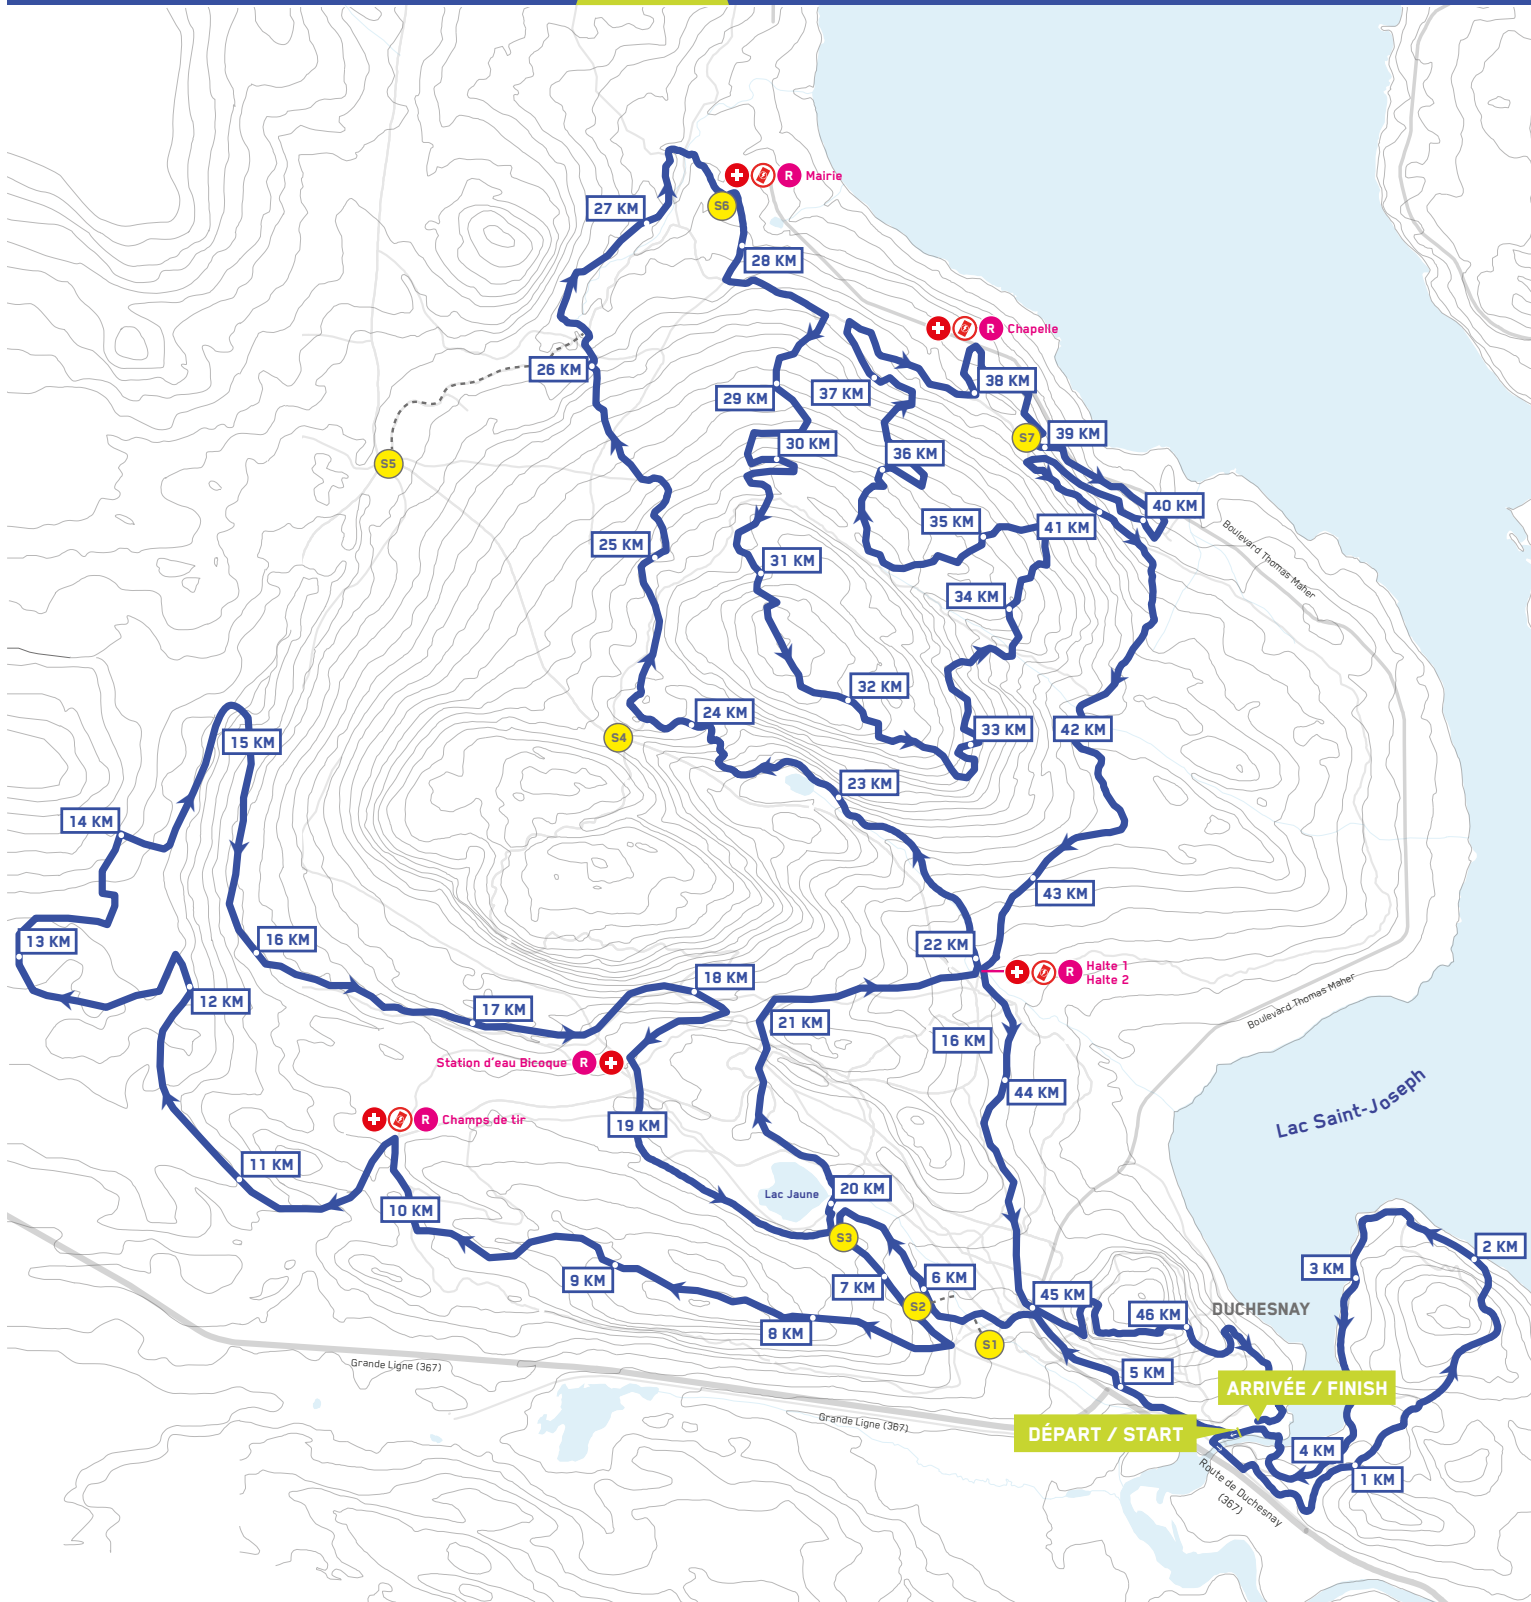 R Mairie
27 KM
S6
28 KM
R Chapelle
26 KM
29 KM
37 KM
38 KM
30 KM
S7
39 KM
36 KM
S5
40 KM
35 KM
41 KM
Boulevard Thomas Maher
25 KM
31 KM
34 KM
32 KM
24 KM
33 KM
42 KM
S4
15 KM
23 KM
14 KM
43 KM
13 KM
16 KM
22 KM
R Halte 1
Halte 2
18 KM
12 KM
17 KM
21 KM
Boulevard Thomas Maher
16 KM
Station d'eau Bicoque R
44 KM
Lac Saint-Joseph
R Champs de tir
19 KM
11 KM
Lac Jaune
20 KM
10 KM
S3
2 KM
3 KM
9 KM
7 KM
6 KM
45 KM
S2
46 KM
DUCHESNAY
8 KM
S1
Grande Ligne (367)
5 KM
ARRIVÉE / FINISH
Grande Ligne (367)
DÉPART / START
4 KM
1 KM
Route de Duchesnay
(367)